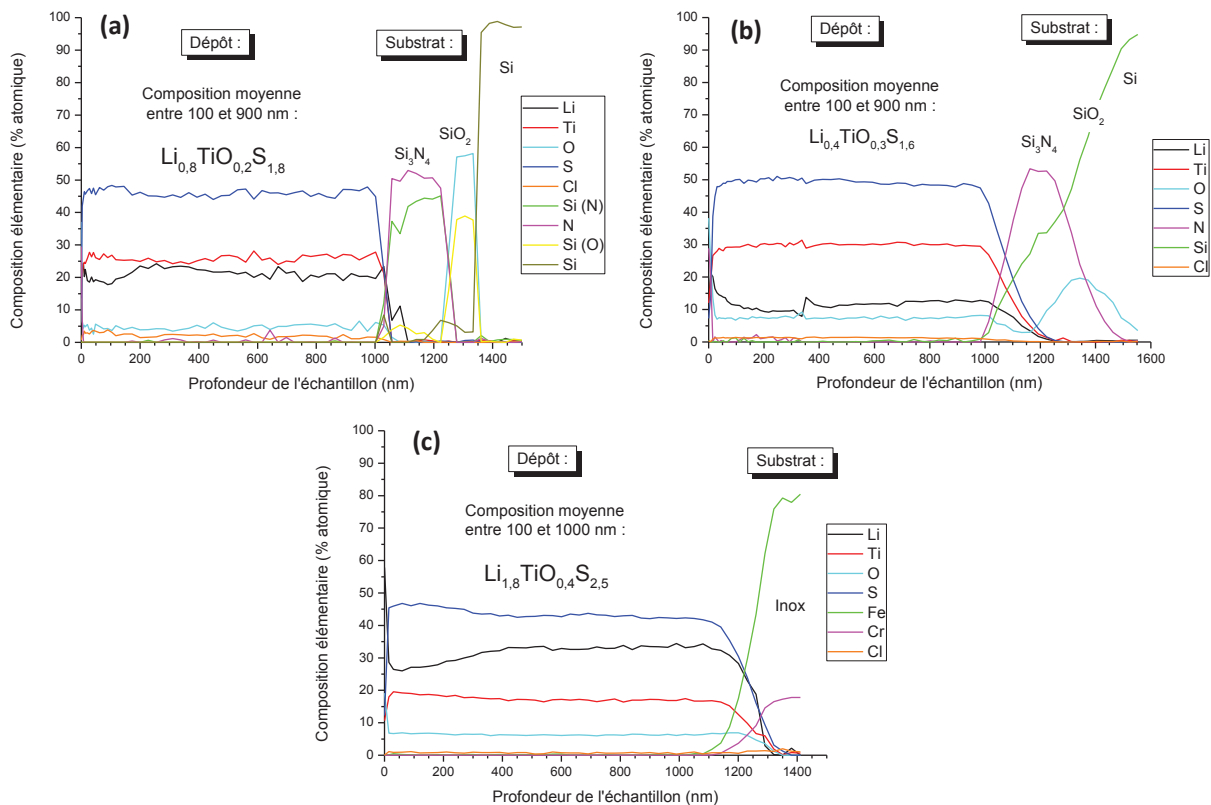 (a)
Dépôt :
Substrat :
Composition moyenne
entre 100 et 900 nm :
Li0,8TiO0,2S1,8
Si3N4
SiO2
Si
Li
Ti
O
S
Cl
Si (N)
N
Si (O)
Si
Composition élémentaire (% atomique)
100
90
80
70
60
50
40
30
20
10
0
0
200
400
600
800
1000
1200
1400
Profondeur de l'échantillon (nm)
(b)
Dépôt :
Substrat :
Composition moyenne
entre 100 et 900 nm :
Li0,4TiO0,3S1,6
Si3N4
SiO2
Si
Li
Ti
O
S
N
Si
Cl
Composition élémentaire (% atomique)
100
90
80
70
60
50
40
30
20
10
0
0
200
400
600
800
1000
1200
1400
1600
Profondeur de l'échantillon (nm)
(c)
Dépôt :
Substrat :
Composition moyenne
entre 100 et 1000 nm :
Li1,8TiO0,4S2,5
Inox
Li
Ti
O
S
Fe
Cr
Cl
Composition élémentaire (% atomique)
100
90
80
70
60
50
40
30
20
10
0
0
200
400
600
800
1000
1200
1400
Profondeur de l'échantillon (nm)